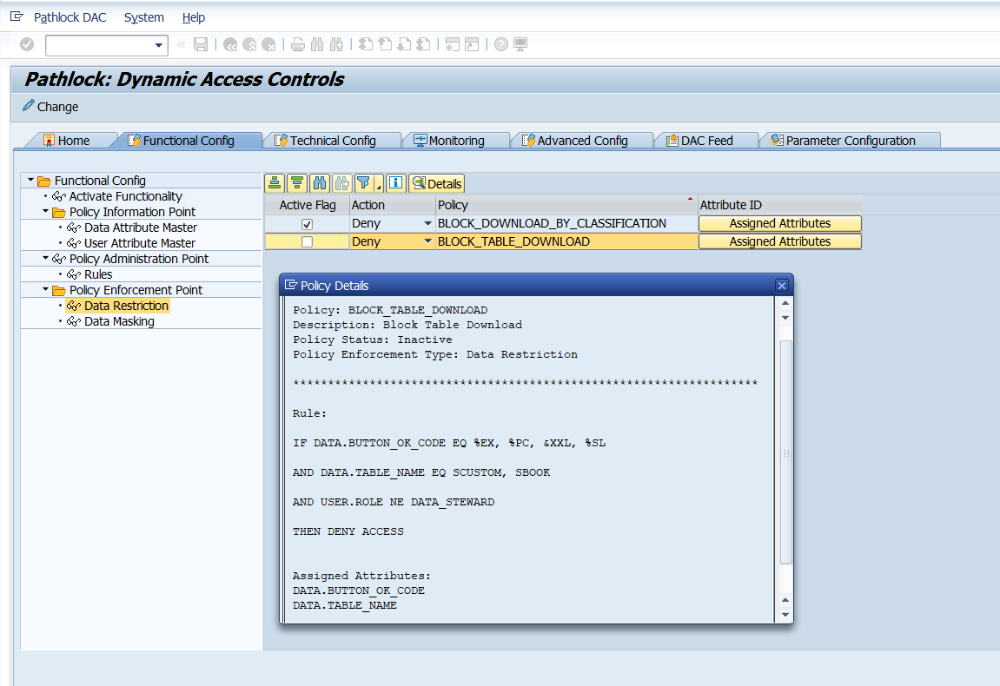 Pathlock DAC System Help
Pathlock: Dynamic Access Controls
Change
Home Functional Config Technical Config Monitoring Advanced Config DAC Feed Parameter Configuration
Functional Config
Activate Functionality
Policy Information Point
Data Attribute Master
User Attribute Master
Policy Administration Point
Rules
Policy Enforcement Point
Data Restriction
Data Masking
Details
Active Flag Action Policy Attribute ID
Deny BLOCK_DOWNLOAD_BY_CLASSIFICATION Assigned Attributes
Deny BLOCK_TABLE_DOWNLOAD Assigned Attributes
Policy Details
Policy: BLOCK_TABLE_DOWNLOAD
Description: Block Table Download
Policy Status: Inactive
Policy Enforcement Type: Data Restriction
*******************************************************************
Rule:
IF DATA.BUTTON_OK_CODE EQ %EX, %PC, &XXL, %SL
AND DATA.TABLE_NAME EQ SCUSTOM, SBOOK
AND USER.ROLE NE DATA_STEWARD
THEN DENY ACCESS
Assigned Attributes:
DATA.BUTTON_OK_CODE
DATA.TABLE_NAME